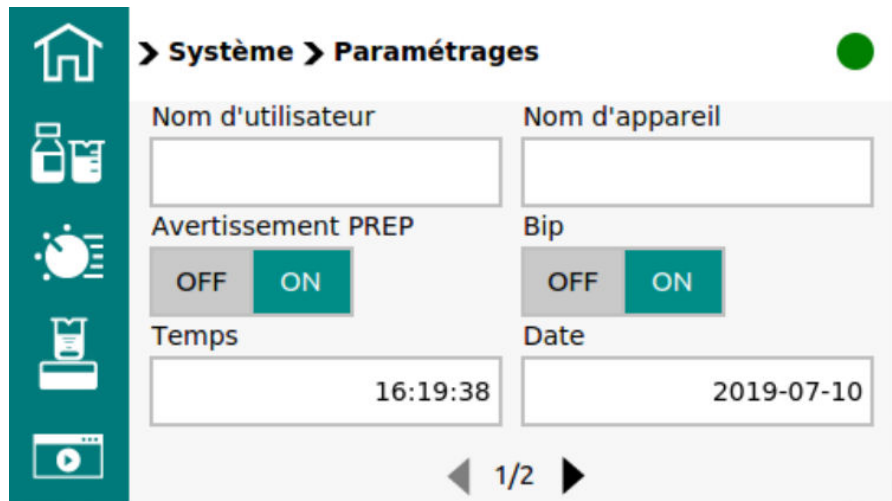 ❯ Système ❯ Paramétrages
Nom d'utilisateur Nom d'appareil
Avertissement PREP Bip
OFF ON OFF ON
Temps Date
16:19:38 2019-07-10
1/2